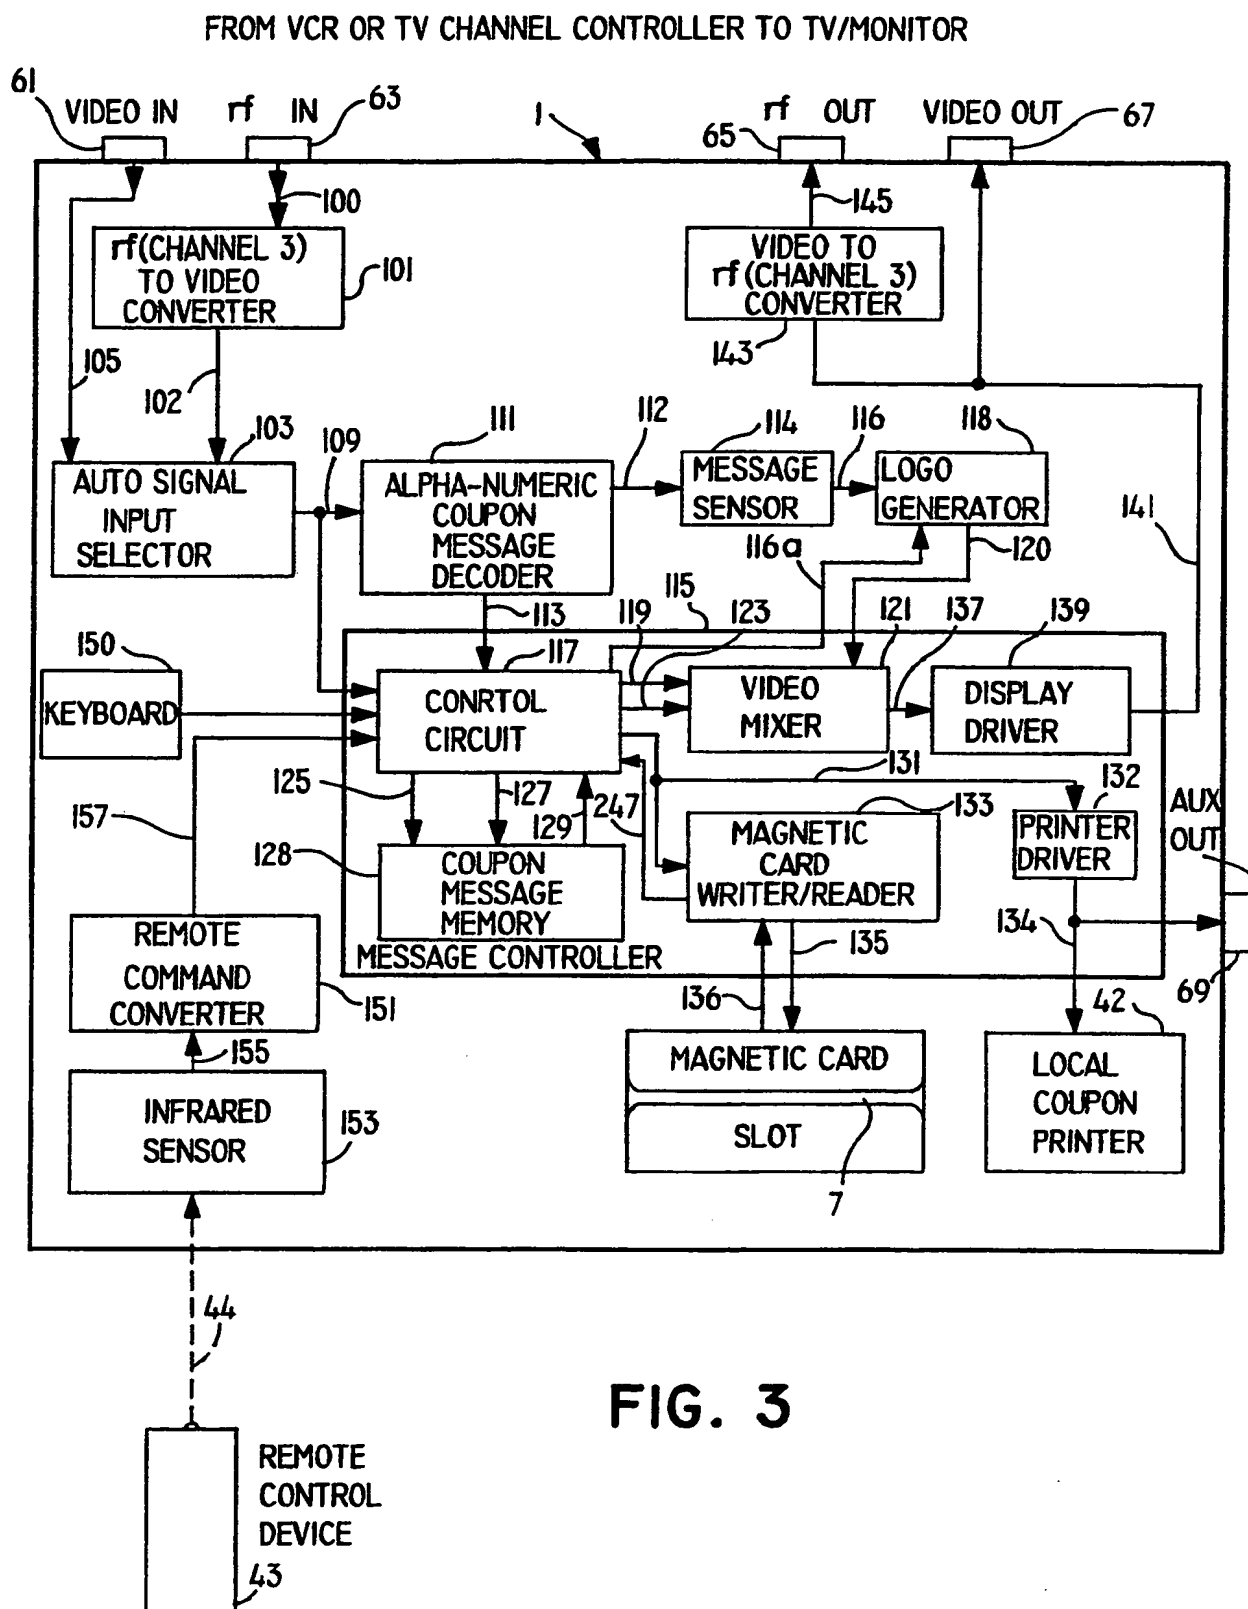 FROM VCR OR TV CHANNEL CONTROLLER TO TV/MONITOR
61
VIDEO IN
rf IN
63
1
65
rf OUT
VIDEO OUT
67
100
145
rf (CHANNEL 3)
TO VIDEO
CONVERTER
101
VIDEO TO
rf (CHANNEL 3)
CONVERTER
143
105
102
103
109
111
112
114
116
118
AUTO SIGNAL
INPUT
SELECTOR
ALPHA-NUMERIC
COUPON
MESSAGE
DECODER
MESSAGE
SENSOR
LOGO
GENERATOR
141
116a
120
113
115
119
123
121
137
139
150
117
KEYBOARD
CONRTOL
CIRCUIT
VIDEO
MIXER
DISPLAY
DRIVER
125
127
129
247
131
132
133
157
128
COUPON
MESSAGE
MEMORY
MAGNETIC
CARD
WRITER/READER
PRINTER
DRIVER
AUX
OUT
MESSAGE CONTROLLER
134
135
136
69
REMOTE
COMMAND
CONVERTER
151
155
42
MAGNETIC CARD
SLOT
7
LOCAL
COUPON
PRINTER
INFRARED
SENSOR
153
44
FIG. 3
REMOTE
CONTROL
DEVICE
43